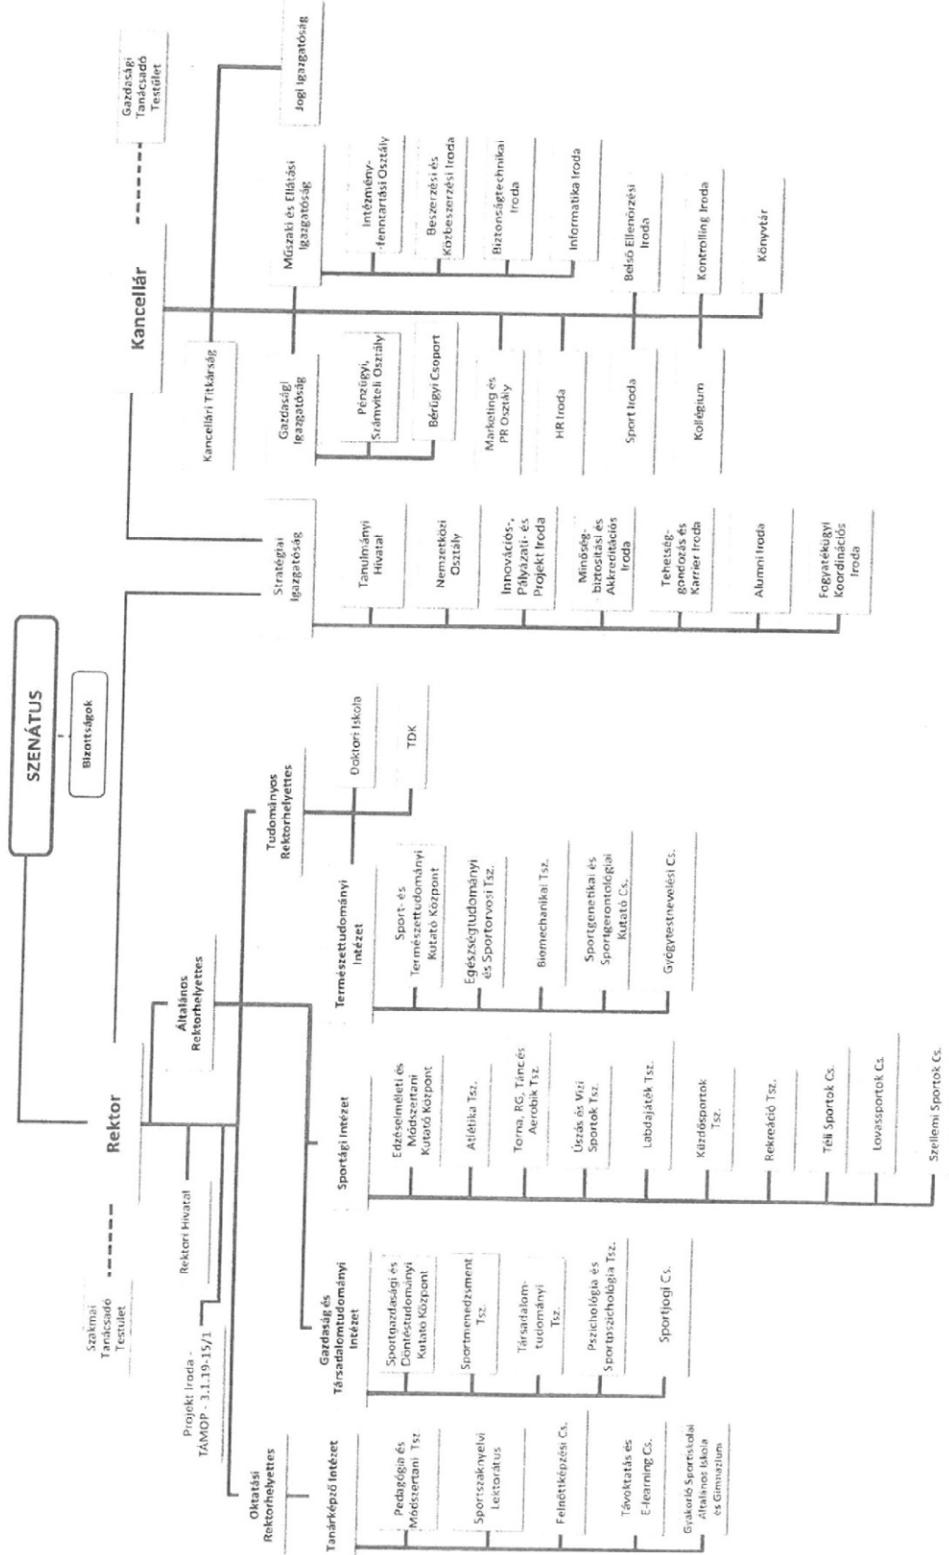 SZENÁTUS
Bizottságok
Szakmai
Tanácsadó
Testület
Rektor
Kancellár
Gazdasági
Tanácsadó
Testület
Rektori Hivatal
Projekt Iroda -
TÁMOP - 3.1.19-15/1
Általános
Rektorhelyettes
Oktatási
Rektorhelyettes
Tudományos
Rektorhelyettes
Tanárképző Intézet
Pedagógia és
Módszertani Tsz
Sportszaknyelvi
Lektorátus
Felnőttképzési Cs.
Távoktatás és
E-learning Cs.
Gyakorló Sportiskolai
Általános Iskola
és Gimnázium
Gazdaság és
Társadalomtudományi
Intézet
Sportgazdasági és
Döntéstudományi
Kutató Központ
Sportmenedzsment
Tsz.
Társadalom-
tudományi
Tsz.
Pszichológia és
Sportpszichológia Tsz.
Sportjogi Cs.
Sportági Intézet
Edzéselméleti és
Módszertani
Kutató Központ
Atlétika Tsz.
Torna, RG, Tánc és
Aerobik Tsz.
Úszás és Vízi
Sportok Tsz.
Labdajáték Tsz.
Küzdősportok
Tsz.
Rekreáció Tsz.
Téli Sportok Cs.
Lovassportok Cs.
Szellemi Sportok Cs.
Természettudományi
Intézet
Sport- és
Természettudományi
Kutató Központ
Egészségtudományi
és Sportorvosi Tsz.
Biomechanikai Tsz.
Sportgenetikai és
Sportgerontológiai
Kutató Cs.
Gyógytestnevelési Cs.
Doktori Iskola
TDK
Stratégiai
Igazgatóság
Tanulmányi
Hivatal
Nemzetközi
Osztály
Innovációs-,
Pályázati- és
Projekt Iroda
Minőség-
biztosítási és
Akkreditációs
Iroda
Tehetség-
gondozás és
Karrier Iroda
Alumni Iroda
Fogyatékügyi
Koordinációs
Iroda
Kancellári Titkárság
Jogi Igazgatóság
Gazdasági
Igazgatóság
Pénzügyi,
Számviteli Osztály
Bérügyi Csoport
Műszaki és Ellátási
Igazgatóság
Intézmény-
-fenntartási Osztály
Beszerzési és
Közbeszerzési Iroda
Biztonságtechnikai
Iroda
Informatika Iroda
Marketing és
PR Osztály
HR Iroda
Sport Iroda
Belső Ellenőrzési
Iroda
Kollégium
Kontrolling Iroda
Könyvtár